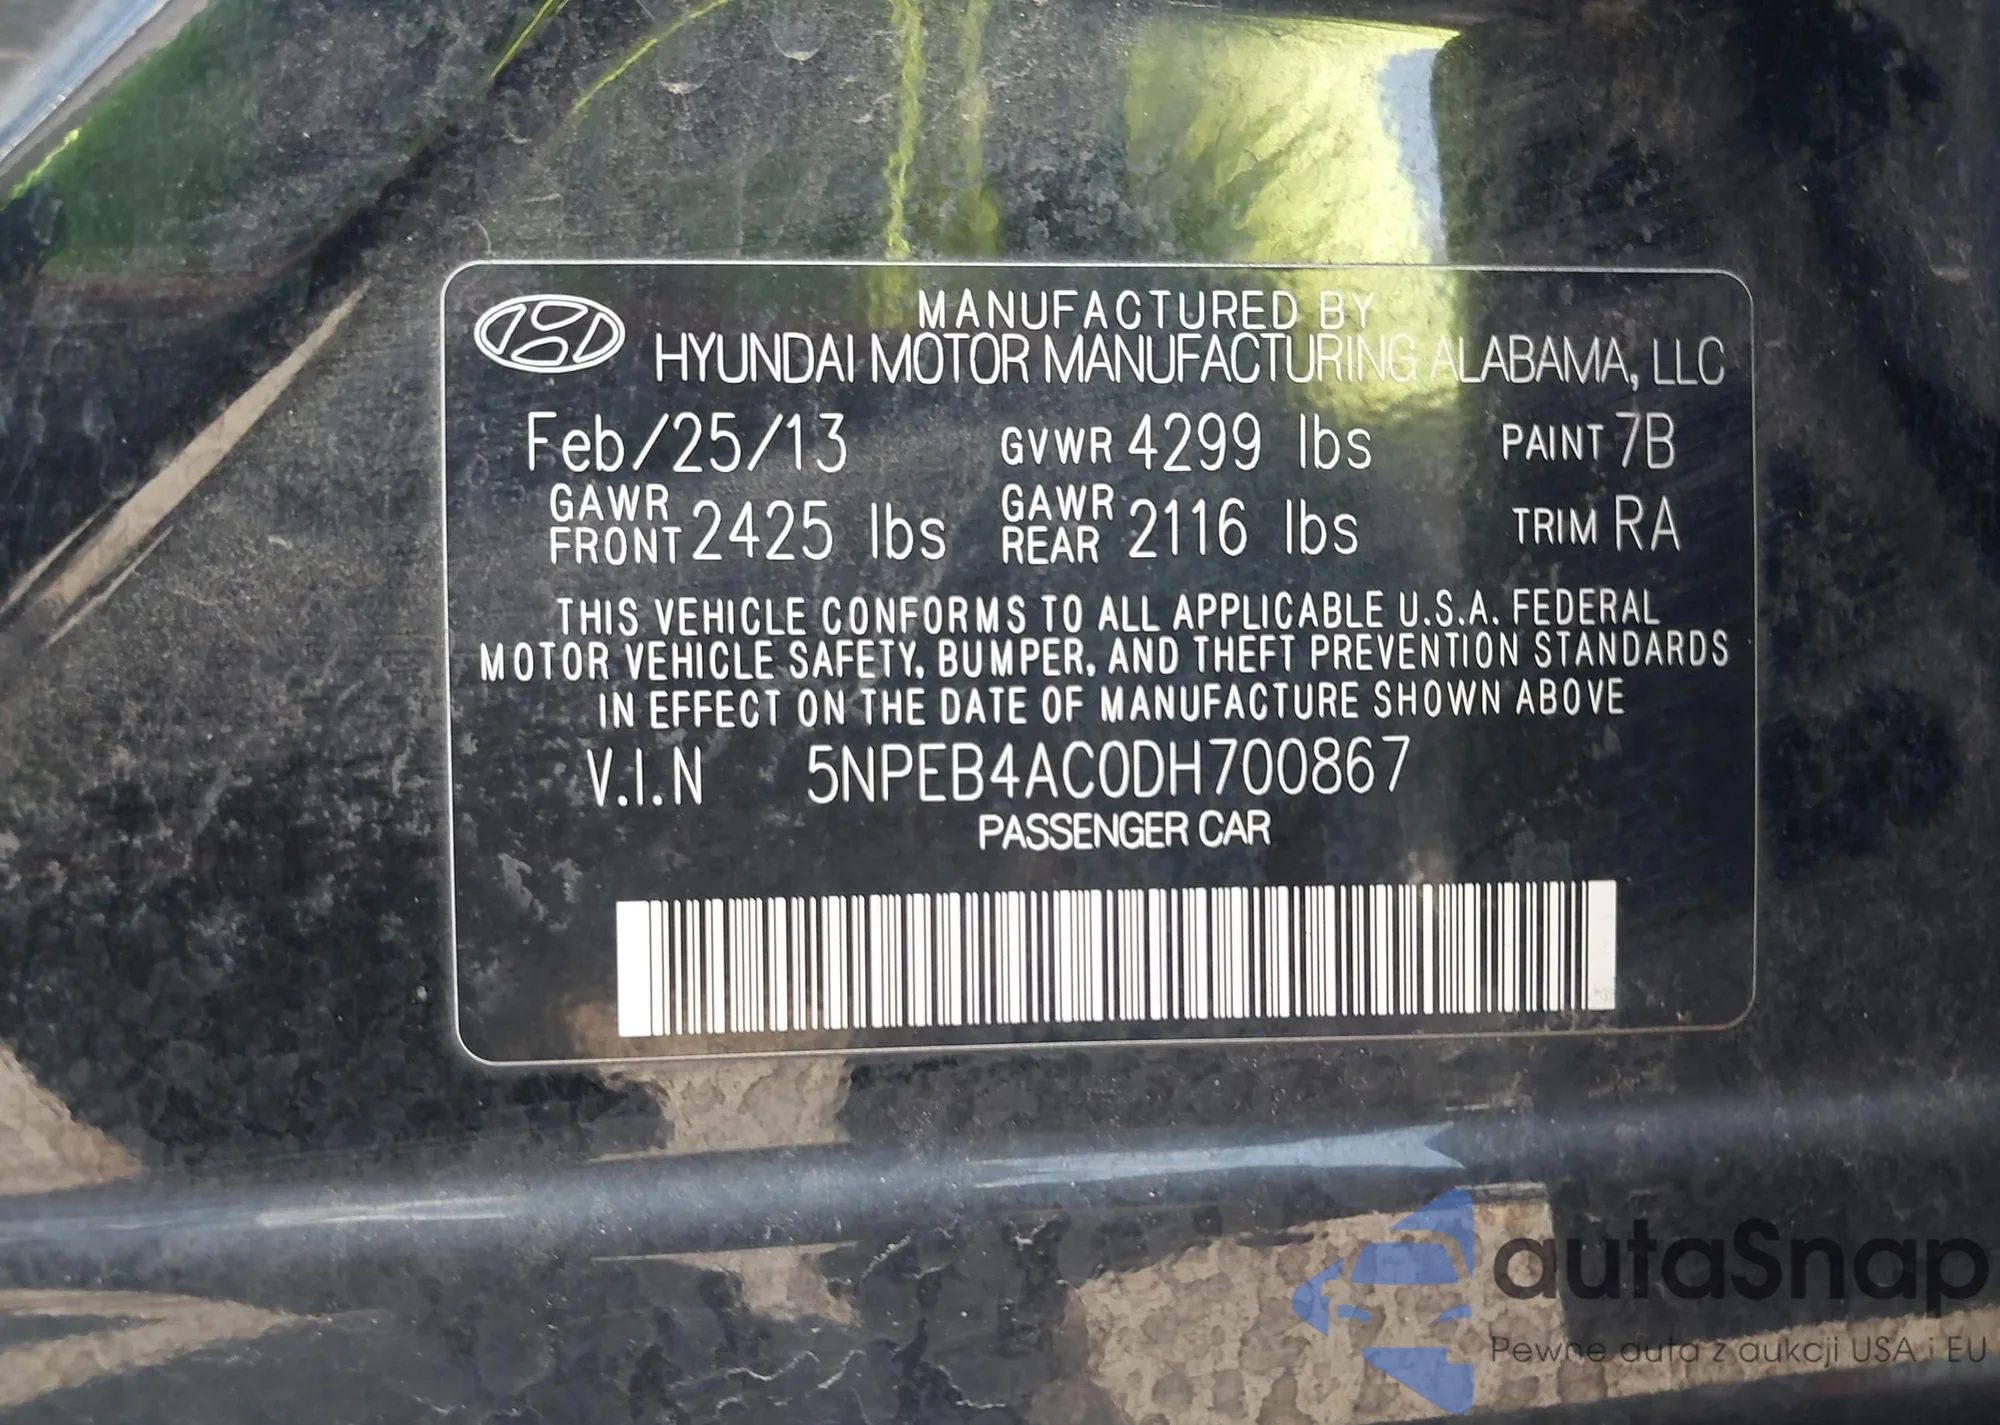 MANUFACTURED BY
HYUNDAI MOTOR MANUFACTURING ALABAMA, LLC
Feb/25/13 GVWR 4299 lbs PAINT 7B
GAWR FRONT 2425 lbs GAWR REAR 2116 lbs TRIM RA
THIS VEHICLE CONFORMS TO ALL APPLICABLE U.S.A. FEDERAL
MOTOR VEHICLE SAFETY, BUMPER, AND THEFT PREVENTION STANDARDS
IN EFFECT ON THE DATE OF MANUFACTURE SHOWN ABOVE
V.I.N 5NPEB4AC0DH700867
PASSENGER CAR
autaSnap
Pewne auta z aukcji USA i EU